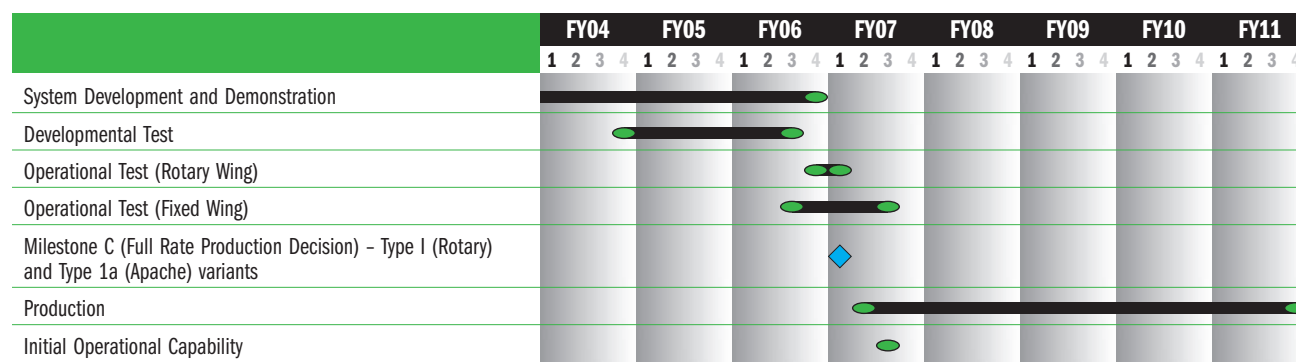 FY04 FY05 FY06 FY07 FY08 FY09 FY10 FY11
1 2 3 4 1 2 3 4 1 2 3 4 1 2 3 4 1 2 3 4 1 2 3 4 1 2 3 4 1 2 3 4
System Development and Demonstration
Developmental Test
Operational Test (Rotary Wing)
Operational Test (Fixed Wing)
Milestone C (Full Rate Production Decision) – Type I (Rotary)
and Type 1a (Apache) variants
Production
Initial Operational Capability